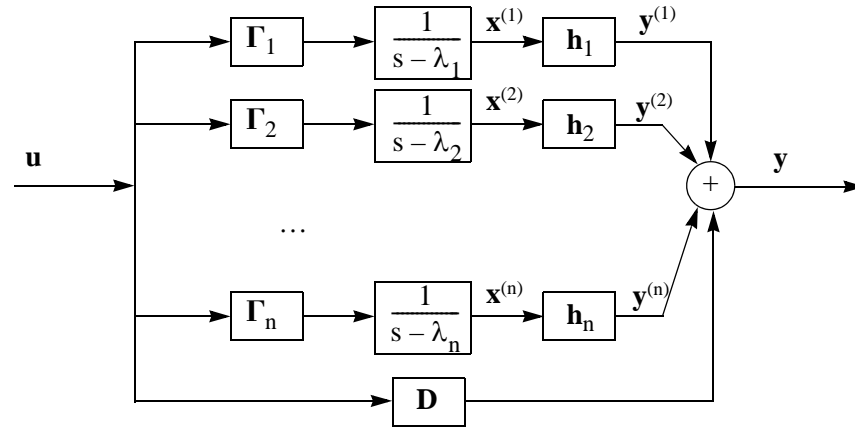 Γ₁ 1/(s – λ₁) x⁽¹⁾ h₁ y⁽¹⁾
Γ₂ 1/(s – λ₂) x⁽²⁾ h₂ y⁽²⁾
u + y
…
Γₙ 1/(s – λₙ) x⁽ⁿ⁾ hₙ y⁽ⁿ⁾
D